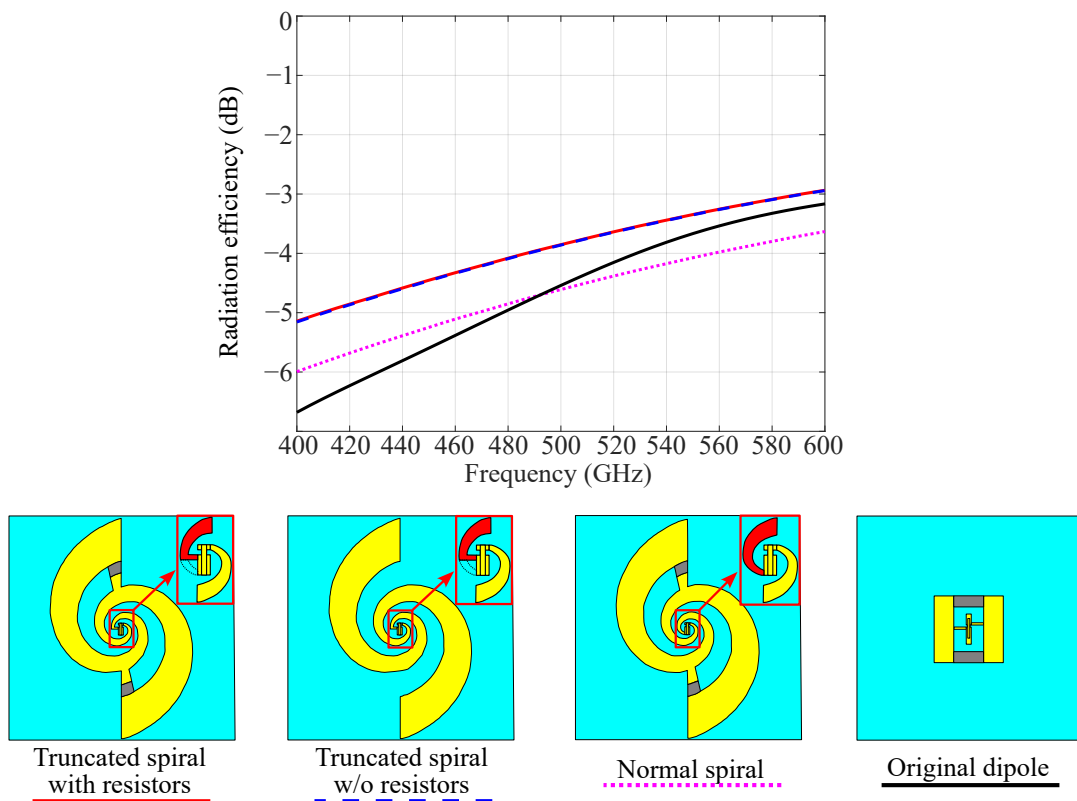 0
−1
−2
−3
−4
−5
−6
Radiation efficiency (dB)
400 420 440 460 480 500 520 540 560 580 600
Frequency (GHz)
Truncated spiral
with resistors
Truncated spiral
w/o resistors
Normal spiral
Original dipole